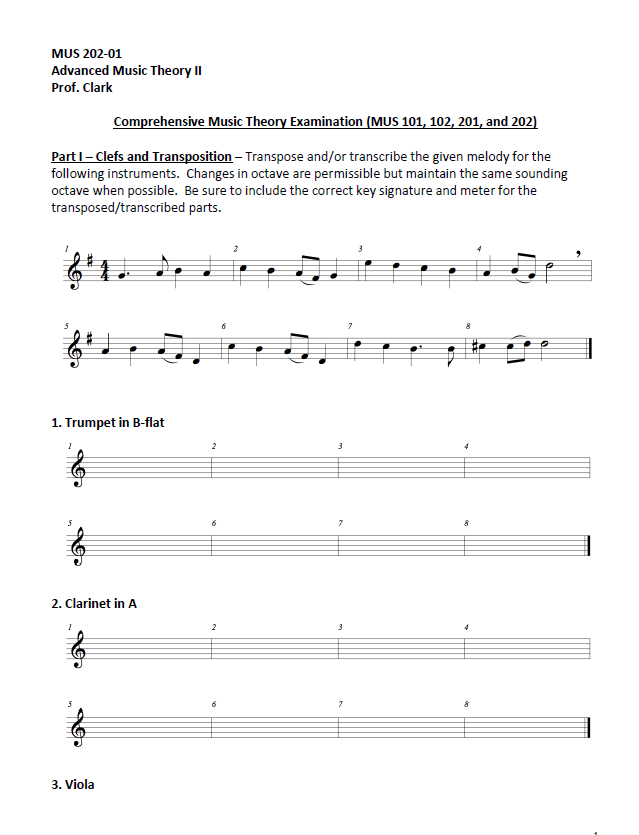 MUS 202-01
Advanced Music Theory II
Prof. Clark
Comprehensive Music Theory Examination (MUS 101, 102, 201, and 202)
Part I – Clefs and Transposition – Transpose and/or transcribe the given melody for the
following instruments.  Changes in octave are permissible but maintain the same sounding
octave when possible.  Be sure to include the correct key signature and meter for the
transposed/transcribed parts.
1 2 3 4
4
4
5 6 7 8
1. Trumpet in B-flat
1 2 3 4
5 6 7 8
2. Clarinet in A
1 2 3 4
5 6 7 8
3. Viola